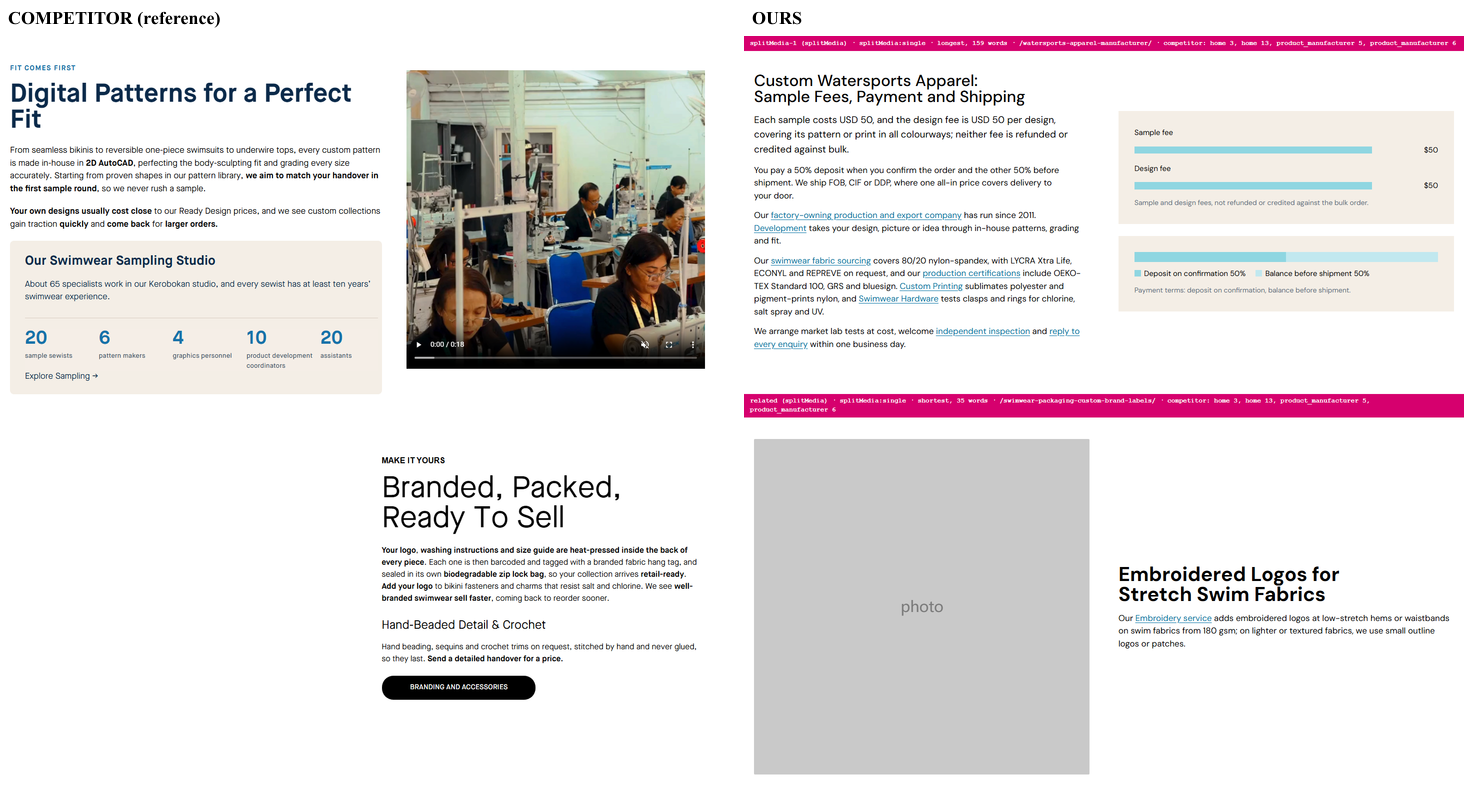 COMPETITOR (reference)
FIT COMES FIRST
Digital Patterns for a Perfect
Fit
From seamless bikinis to reversible one-piece swimsuits to underwire tops, every custom pattern
is made in-house in 2D AutoCAD, perfecting the body-sculpting fit and grading every size
accurately. Starting from proven shapes in our pattern library, we aim to match your handover in
the first sample round, so we never rush a sample.
Your own designs usually cost close to our Ready Design prices, and we see custom collections
gain traction quickly and come back for larger orders.
Our Swimwear Sampling Studio
About 65 specialists work in our Kerobokan studio, and every sewist has at least ten years'
swimwear experience.
20 6 4 10 20
sample sewists pattern makers graphics personnel product development assistants
coordinators
Explore Sampling →
0:00 / 0:18
MAKE IT YOURS
Branded, Packed,
Ready To Sell
Your logo, washing instructions and size guide are heat-pressed inside the back of
every piece. Each one is then barcoded and tagged with a branded fabric hang tag, and
sealed in its own biodegradable zip lock bag, so your collection arrives retail-ready.
Add your logo to bikini fasteners and charms that resist salt and chlorine. We see well-
branded swimwear sell faster, coming back to reorder sooner.
Hand-Beaded Detail & Crochet
Hand beading, sequins and crochet trims on request, stitched by hand and never glued,
so they last. Send a detailed handover for a price.
BRANDING AND ACCESSORIES
OURS
splitMedia-1 (splitMedia) · splitMedia:single · longest, 159 words · /watersports-apparel-manufacturer/ · competitor: home 3, home 13, product_manufacturer 5, product_manufacturer 6
Custom Watersports Apparel:
Sample Fees, Payment and Shipping
Each sample costs USD 50, and the design fee is USD 50 per design,
covering its pattern or print in all colourways; neither fee is refunded or
credited against bulk.
You pay a 50% deposit when you confirm the order and the other 50% before
shipment. We ship FOB, CIF or DDP, where one all-in price covers delivery to
your door.
Our factory-owning production and export company has run since 2011.
Development takes your design, picture or idea through in-house patterns, grading
and fit.
Our swimwear fabric sourcing covers 80/20 nylon-spandex, with LYCRA Xtra Life,
ECONYL and REPREVE on request, and our production certifications include OEKO-
TEX Standard 100, GRS and bluesign. Custom Printing sublimates polyester and
pigment-prints nylon, and Swimwear Hardware tests clasps and rings for chlorine,
salt spray and UV.
We arrange market lab tests at cost, welcome independent inspection and reply to
every enquiry within one business day.
Sample fee
$50
Design fee
$50
Sample and design fees, not refunded or credited against the bulk order.
Deposit on confirmation 50% Balance before shipment 50%
Payment terms: deposit on confirmation, balance before shipment.
related (splitMedia) · splitMedia:single · shortest, 35 words · /swimwear-packaging-custom-brand-labels/ · competitor: home 3, home 13, product_manufacturer 5,
product_manufacturer 6
photo
Embroidered Logos for
Stretch Swim Fabrics
Our Embroidery service adds embroidered logos at low-stretch hems or waistbands
on swim fabrics from 180 gsm; on lighter or textured fabrics, we use small outline
logos or patches.